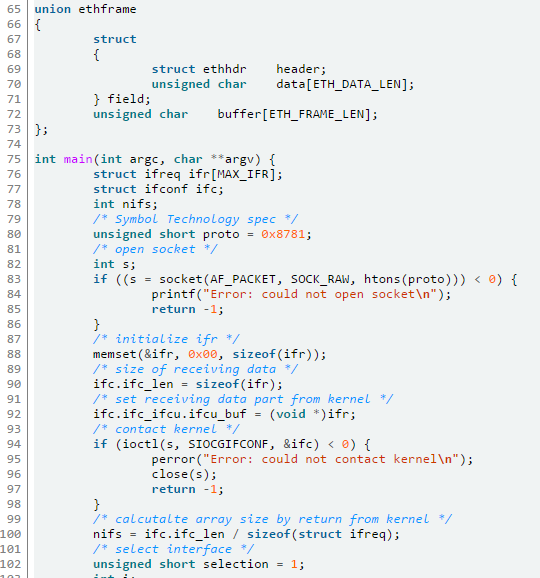 65 union ethframe
66 {
67 struct
68 {
69 struct ethhdr header;
70 unsigned char data[ETH_DATA_LEN];
71 } field;
72 unsigned char buffer[ETH_FRAME_LEN];
73 };
74
75 int main(int argc, char **argv) {
76 struct ifreq ifr[MAX_IFR];
77 struct ifconf ifc;
78 int nifs;
79 /* Symbol Technology spec */
80 unsigned short proto = 0x8781;
81 /* open socket */
82 int s;
83 if ((s = socket(AF_PACKET, SOCK_RAW, htons(proto))) < 0) {
84 printf("Error: could not open socket\n");
85 return -1;
86 }
87 /* initialize ifr */
88 memset(&ifr, 0x00, sizeof(ifr));
89 /* size of receiving data */
90 ifc.ifc_len = sizeof(ifr);
91 /* set receiving data part from kernel */
92 ifc.ifc_ifcu.ifcu_buf = (void *)ifr;
93 /* contact kernel */
94 if (ioctl(s, SIOCGIFCONF, &ifc) < 0) {
95 perror("Error: could not contact kernel\n");
96 close(s);
97 return -1;
98 }
99 /* calcutalte array size by return from kernel */
100 nifs = ifc.ifc_len / sizeof(struct ifreq);
101 /* select interface */
102 unsigned short selection = 1;